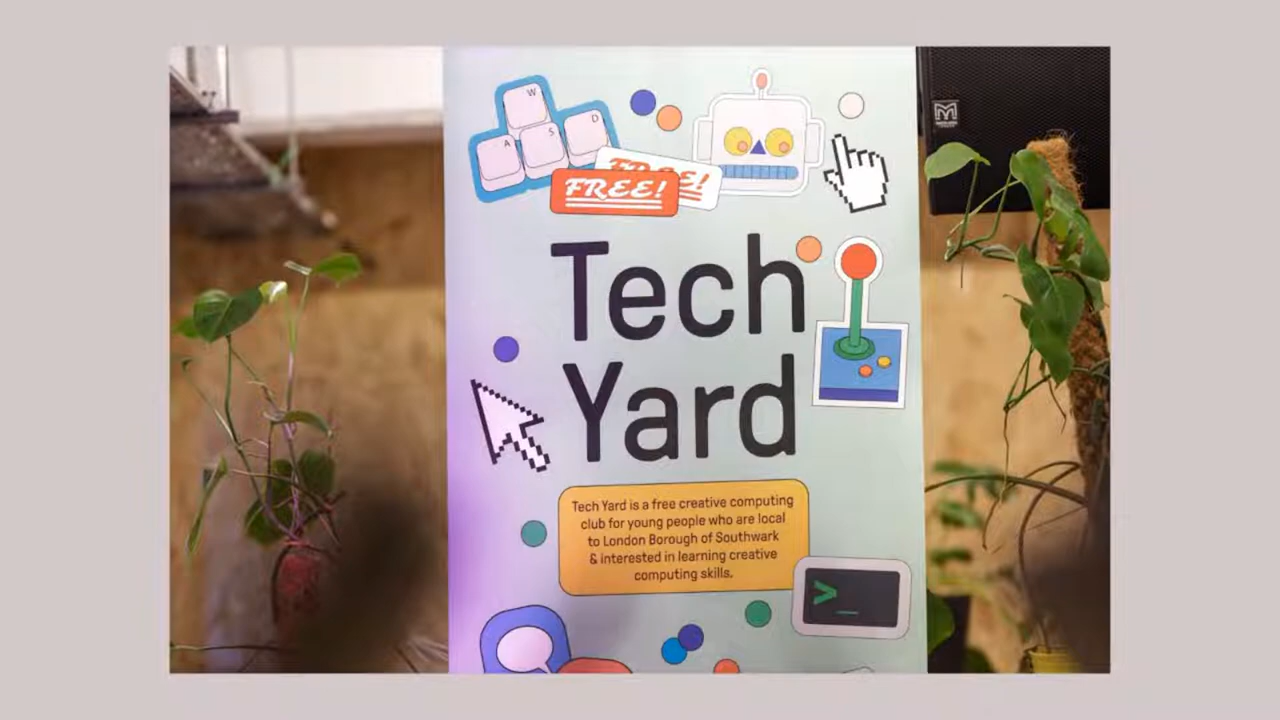 W
A S D
FREE!
FREE!
Tech
Yard
Tech Yard is a free creative computing
club for young people who are local
to London Borough of Southwark
& interested in learning creative
computing skills.
>_